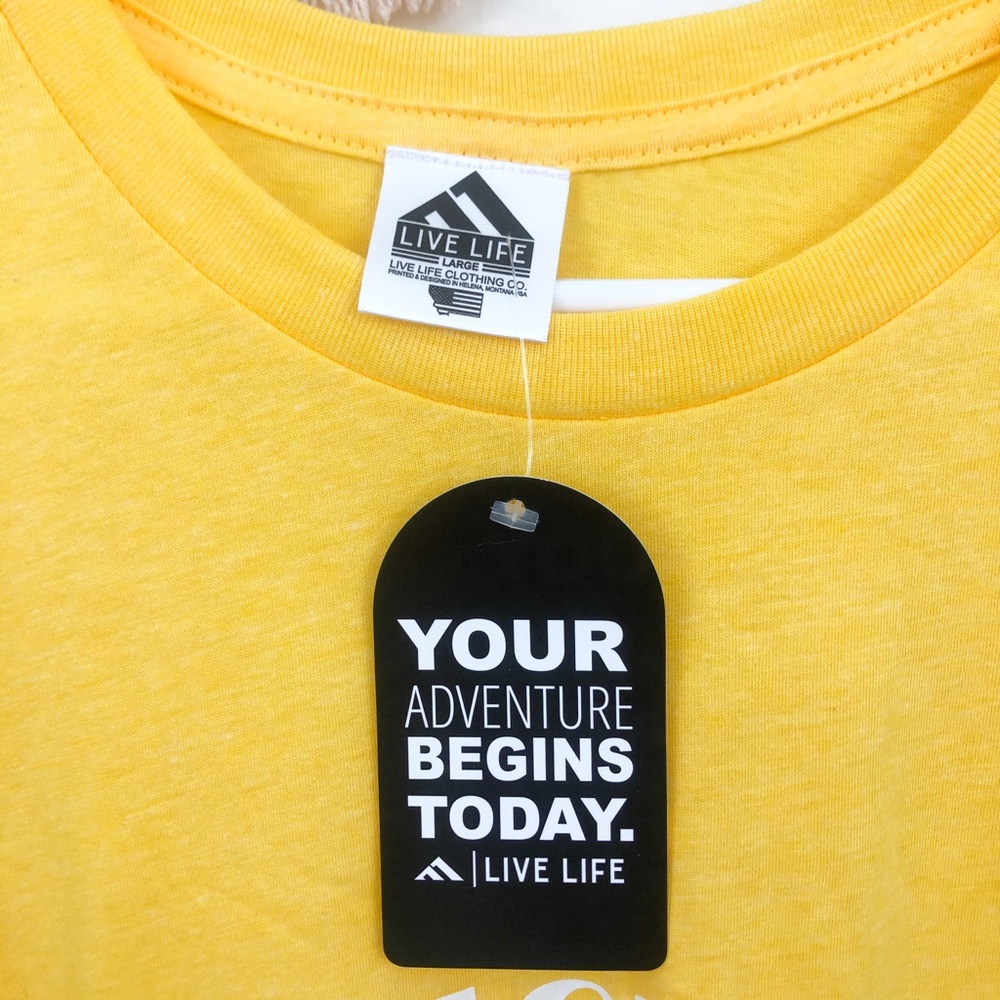 LIVE LIFE
LARGE
LIVE LIFE CLOTHING CO.
PRINTED & DESIGNED IN HELENA, MONTANA USA
YOUR
ADVENTURE
BEGINS
TODAY.
LIVE LIFE